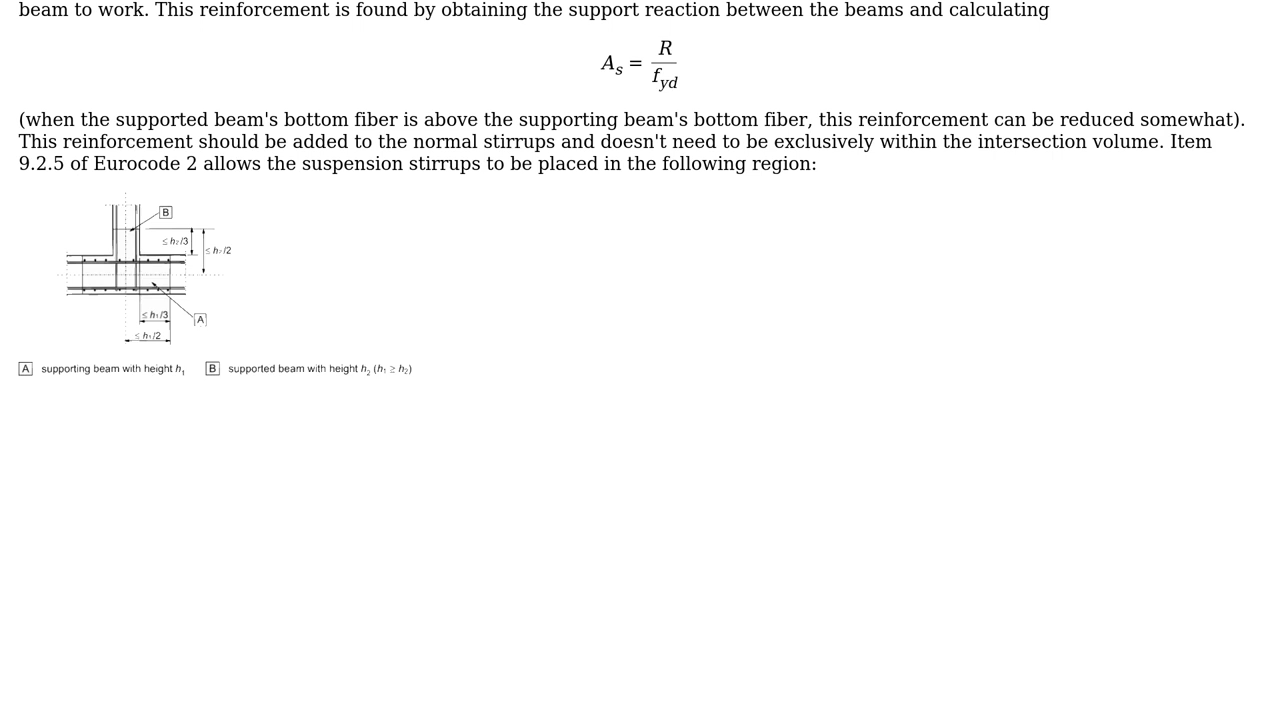 beam to work. This reinforcement is found by obtaining the support reaction between the beams and calculating
A_s = R / f_yd
(when the supported beam's bottom fiber is above the supporting beam's bottom fiber, this reinforcement can be reduced somewhat).
This reinforcement should be added to the normal stirrups and doesn't need to be exclusively within the intersection volume. Item
9.2.5 of Eurocode 2 allows the suspension stirrups to be placed in the following region:
B
≤ h₂/3
≤ h₂/2
≤ h₁/3
A
≤ h₁/2
A supporting beam with height h₁ B supported beam with height h₂ (h₁ ≥ h₂)